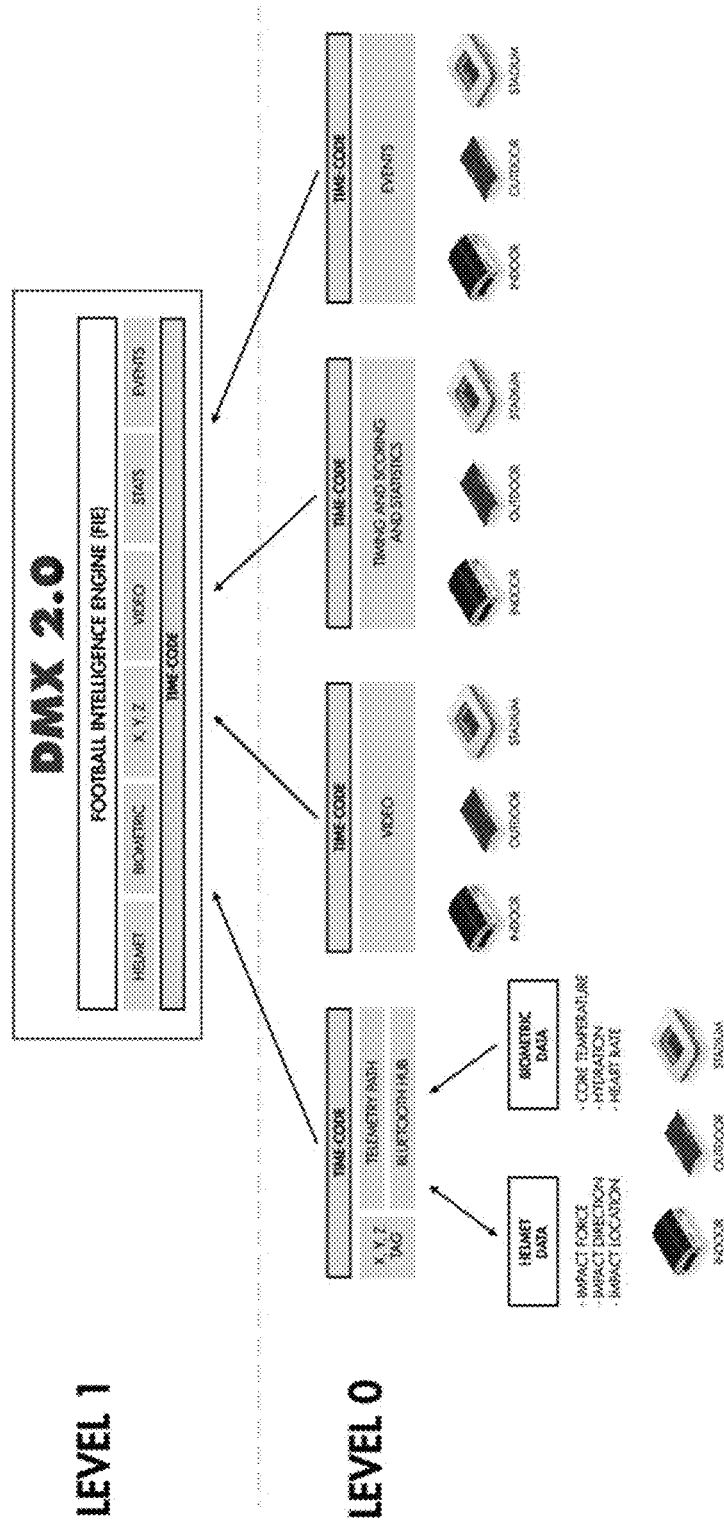 LEVEL 1
DMX 2.0
FOOTBALL INTELLIGENCE ENGINE (FIE)
HELMET
BIOMETRIC
X, Y, Z
VIDEO
STATS
EVENTS
TIME-CODE
LEVEL 0
TIME-CODE
X, Y, Z
TAG
TELEMETRY PATH
BLUETOOTH HUB
HELMET
DATA
- IMPACT FORCE
- IMPACT DIRECTION
- IMPACT LOCATION
BIOMETRIC
DATA
- CORE TEMPERATURE
- HYDRATION
- HEART RATE
INDOOR
OUTDOOR
STADIUM
TIME-CODE
VIDEO
INDOOR
OUTDOOR
STADIUM
TIME-CODE
TIMING AND SCORING
AND STATISTICS
INDOOR
OUTDOOR
STADIUM
TIME-CODE
EVENTS
INDOOR
OUTDOOR
STADIUM